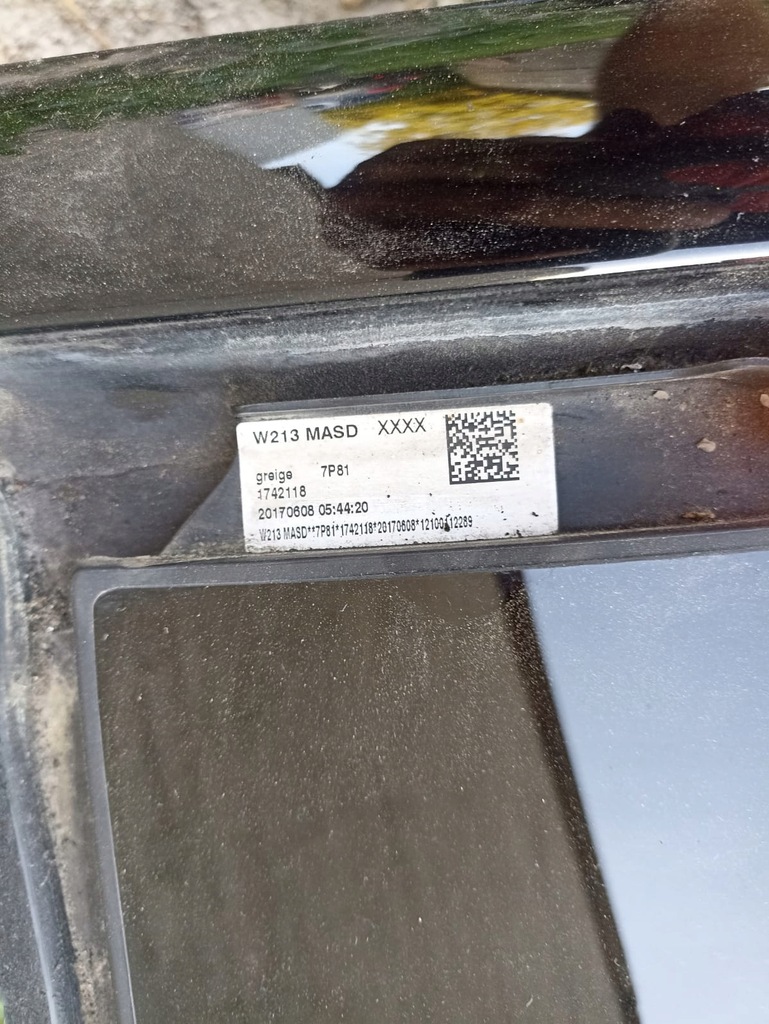 W213 MASD XXXX
greige 7P81
1742118
20170608 05:44:20
W213 MASD**7P81*1742118*20170608*12100*12289